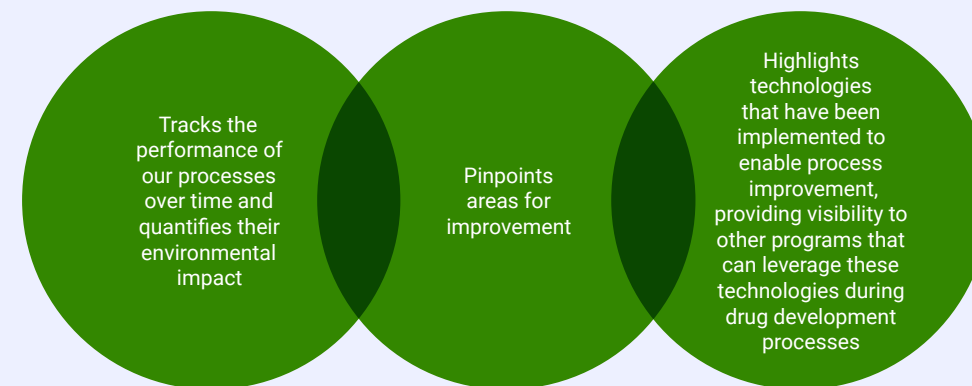 Tracks the
performance of
our processes
over time and
quantifies their
environmental
impact
Pinpoints
areas for
improvement
Highlights
technologies
that have been
implemented to
enable process
improvement,
providing visibility to
other programs that
can leverage these
technologies during
drug development
processes